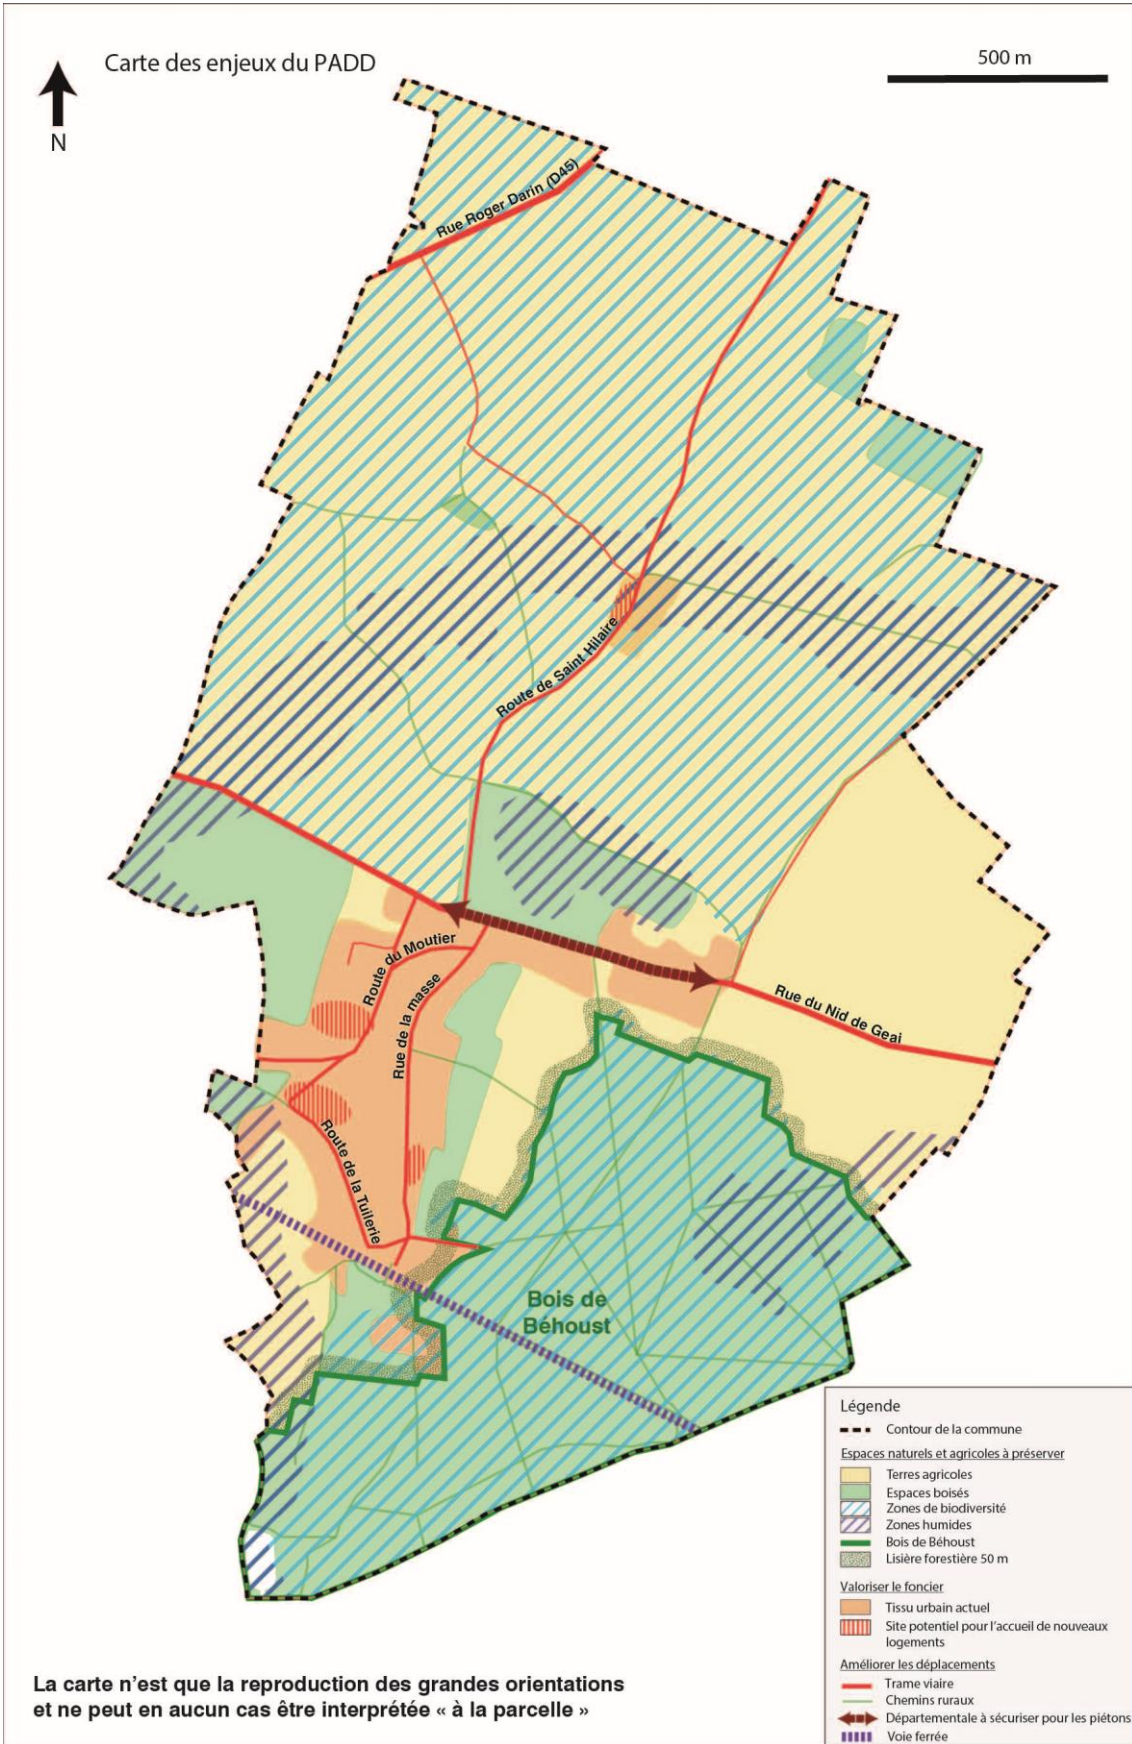 Carte des enjeux du PADD
500 m
N
Rue Roger Darin (D45)
Route de Saint Hilaire
Route du Moutier
Rue de la masse
Rue du Nid de Geai
Route de la Tuilerie
Bois de
Béhoust
Légende
Contour de la commune
Espaces naturels et agricoles à préserver
Terres agricoles
Espaces boisés
Zones de biodiversité
Zones humides
Bois de Béhoust
Lisière forestière 50 m
Valoriser le foncier
Tissu urbain actuel
Site potentiel pour l'accueil de nouveaux
logements
Améliorer les déplacements
Trame viaire
Chemins ruraux
Départementale à sécuriser pour les piétons
Voie ferrée
La carte n'est que la reproduction des grandes orientations
et ne peut en aucun cas être interprétée « à la parcelle »